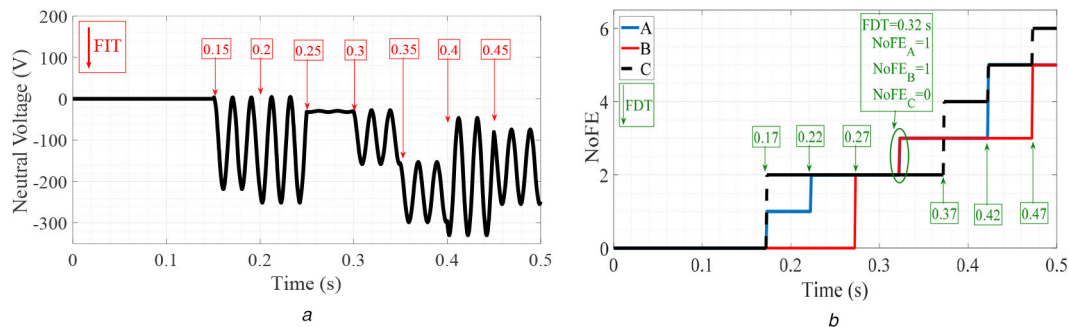 200
100
0
-100
-200
-300
Neutral Voltage (V)
FIT
0.15
0.2
0.25
0.3
0.35
0.4
0.45
0
0.1
0.2
0.3
0.4
0.5
Time (s)
a
6
4
2
0
NoFE
A
B
C
FDT
FDT=0.32 s
NoFE_A=1
NoFE_B=1
NoFE_C=0
0.17
0.22
0.27
0.37
0.42
0.47
0
0.1
0.2
0.3
0.4
0.5
Time (s)
b